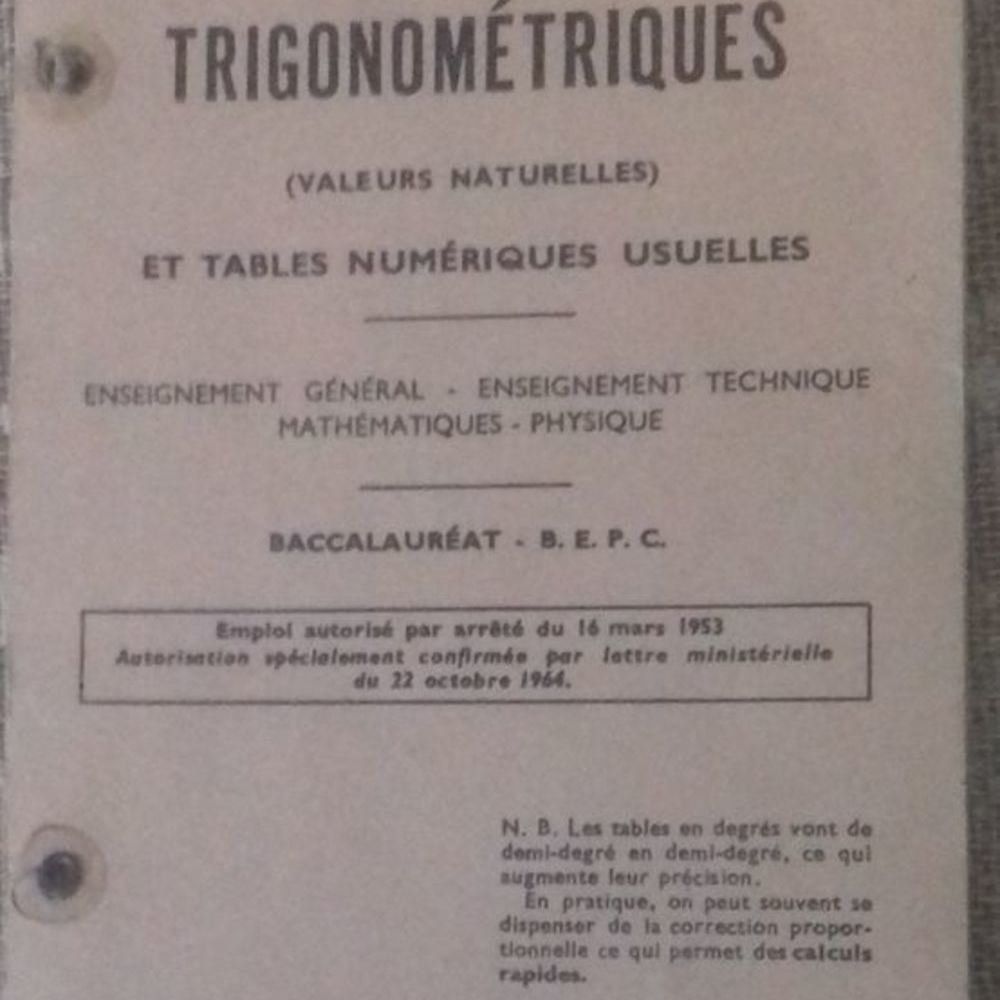 TRIGONOMÉTRIQUES
(VALEURS NATURELLES)
ET TABLES NUMÉRIQUES USUELLES
ENSEIGNEMENT GÉNÉRAL - ENSEIGNEMENT TECHNIQUE
MATHÉMATIQUES - PHYSIQUE
BACCALAURÉAT - B. E. P. C.
Emploi autorisé par arrêté du 16 mars 1953
Autorisation spécialement confirmée par lettre ministérielle
du 22 octobre 1964.
N. B. Les tables en degrés vont de
demi-degré en demi-degré, ce qui
augmente leur précision.
En pratique, on peut souvent se
dispenser de la correction propor-
tionnelle ce qui permet des calculs
rapides.